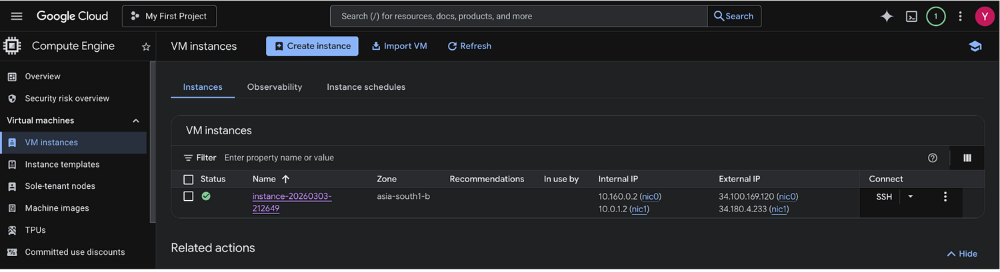 Google Cloud My First Project Search (/) for resources, docs, products, and more Search 1 Y
Compute Engine VM instances Create instance Import VM Refresh
Overview
Security risk overview
Virtual machines
VM instances
Instance templates
Sole-tenant nodes
Machine images
TPUs
Committed use discounts
Instances Observability Instance schedules
VM instances
Filter Enter property name or value
Status Name Zone Recommendations In use by Internal IP External IP Connect
instance-20260303- asia-south1-b 10.160.0.2 (nic0) 34.100.169.120 (nic0) SSH
212649 10.0.1.2 (nic1) 34.180.4.233 (nic1)
Related actions
Hide